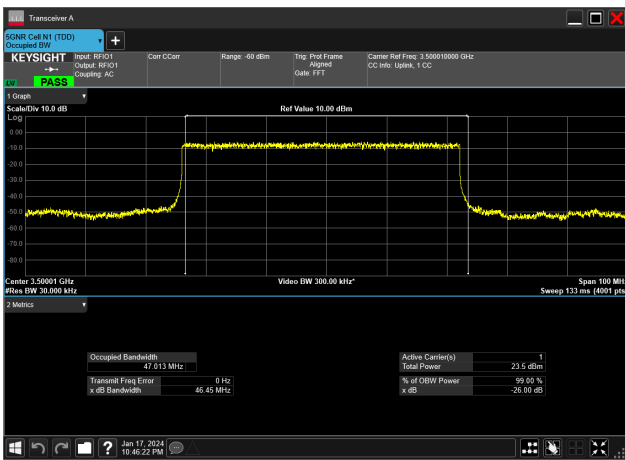 Transceiver A
5GNR Cell N1 (TDD)
Occupied BW
KEYSIGHT
Input: RFIO1
Output: RFIO1
Coupling: AC
Corr CCorr
Range: -60 dBm
Trig: Prot Frame
Aligned
Gate: FFT
Carrier Ref Freq: 3.500010000 GHz
CC Info: Uplink, 1 CC
PASS
1 Graph
Scale/Div 10.0 dB
Ref Value 10.00 dBm
Log
0.00
-10.0
-20.0
-30.0
-40.0
-50.0
-60.0
-70.0
-80.0
Center 3.50001 GHz
#Res BW 30.000 kHz
Video BW 300.00 kHz*
Span 100 MHz
Sweep 133 ms (4001 pts
2 Metrics
Occupied Bandwidth
47.013 MHz
Transmit Freq Error 0 Hz
x dB Bandwidth 46.45 MHz
Active Carrier(s) 1
Total Power 23.5 dBm
% of OBW Power 99.00 %
x dB -26.00 dB
Jan 17, 2024
10:46:22 PM